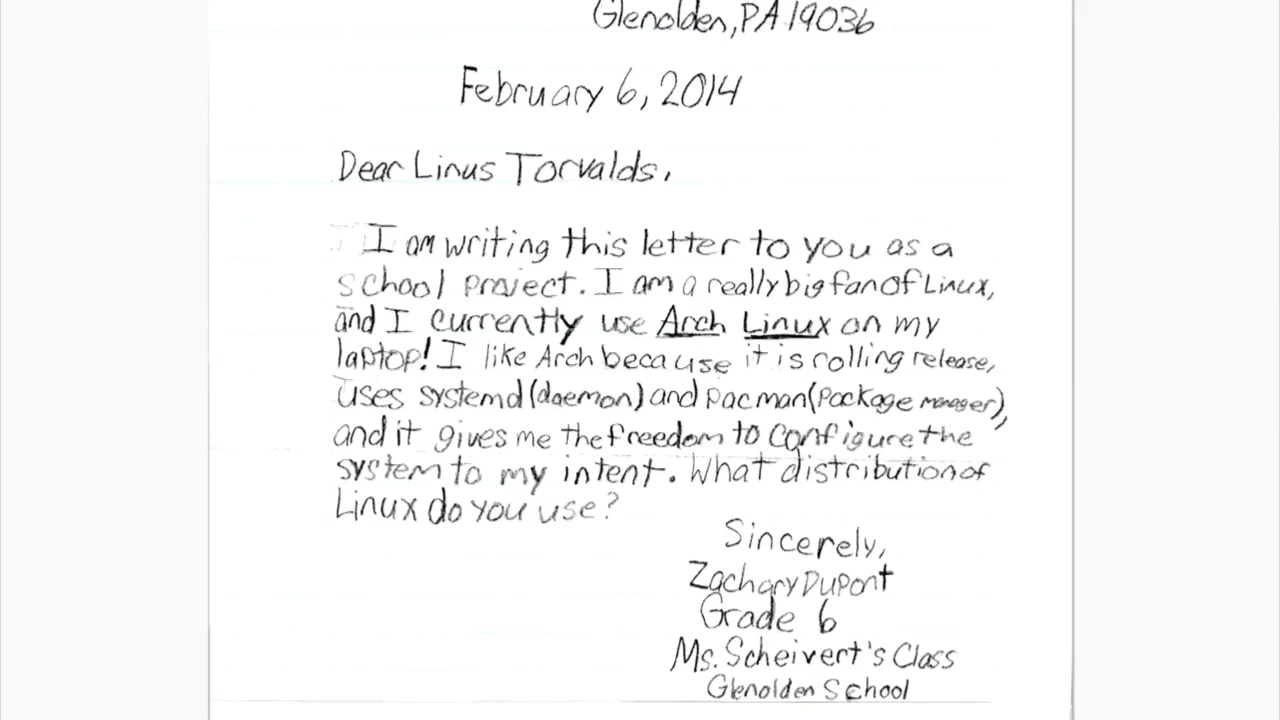 Glenolden, PA 19036
February 6, 2014
Dear Linus Torvalds,
I am writing this letter to you as a
school project. I am a really big fan of Linux,
and I currently use Arch Linux on my
laptop! I like Arch because it is rolling release,
uses systemd (daemon) and pacman (package manager),
and it gives me the freedom to configure the
system to my intent. What distribution of
Linux do you use?
Sincerely,
Zachary DuPont
Grade 6
Ms. Scheivert's Class
Glenolden School